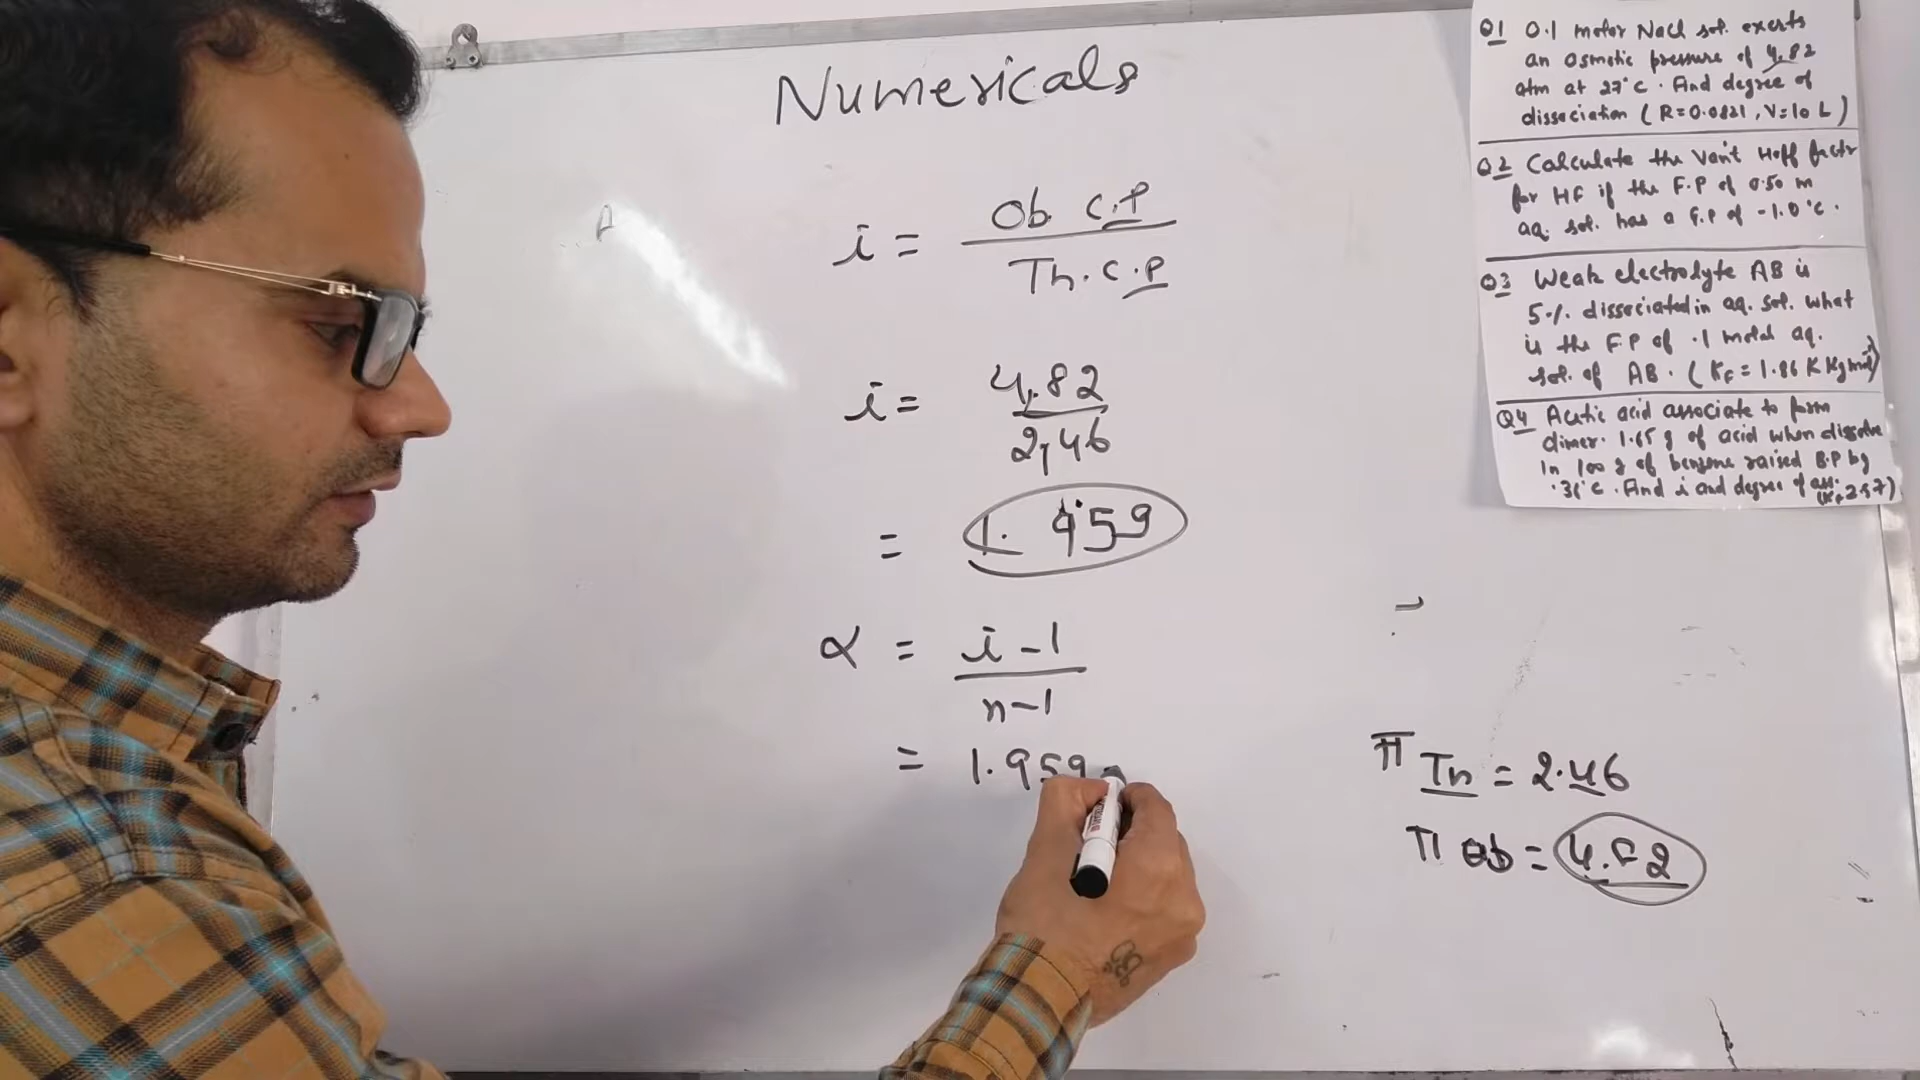 Numericals
i = Ob. C.P
Th. C.P
i = 4.82
2.46
= 1.959
α = i - 1
n - 1
= 1.959
π Th = 2.46
π Ob = 4.82
Q1 0.1 molar NaCl sol. exerts
an osmotic pressure of 4.82
atm at 27°C. Find degree of
dissociation (R=0.0821, V=10 L)
Q2 Calculate the Van't Hoff factor
for HF if the F.P of 0.50 m
aq. sol. has a F.P of -1.0°C.
Q3 Weak electrolyte AB is
5% dissociated in aq. sol. what
is the F.P of .1 molal aq.
sol. of AB. (KF = 1.86 K Kg mol⁻¹)
Q4 Acetic acid associate to form
dimer. 1.65 g of acid when dissolve
in 100 g of benzene raised B.P by
.36°C. Find i and degree of ass.